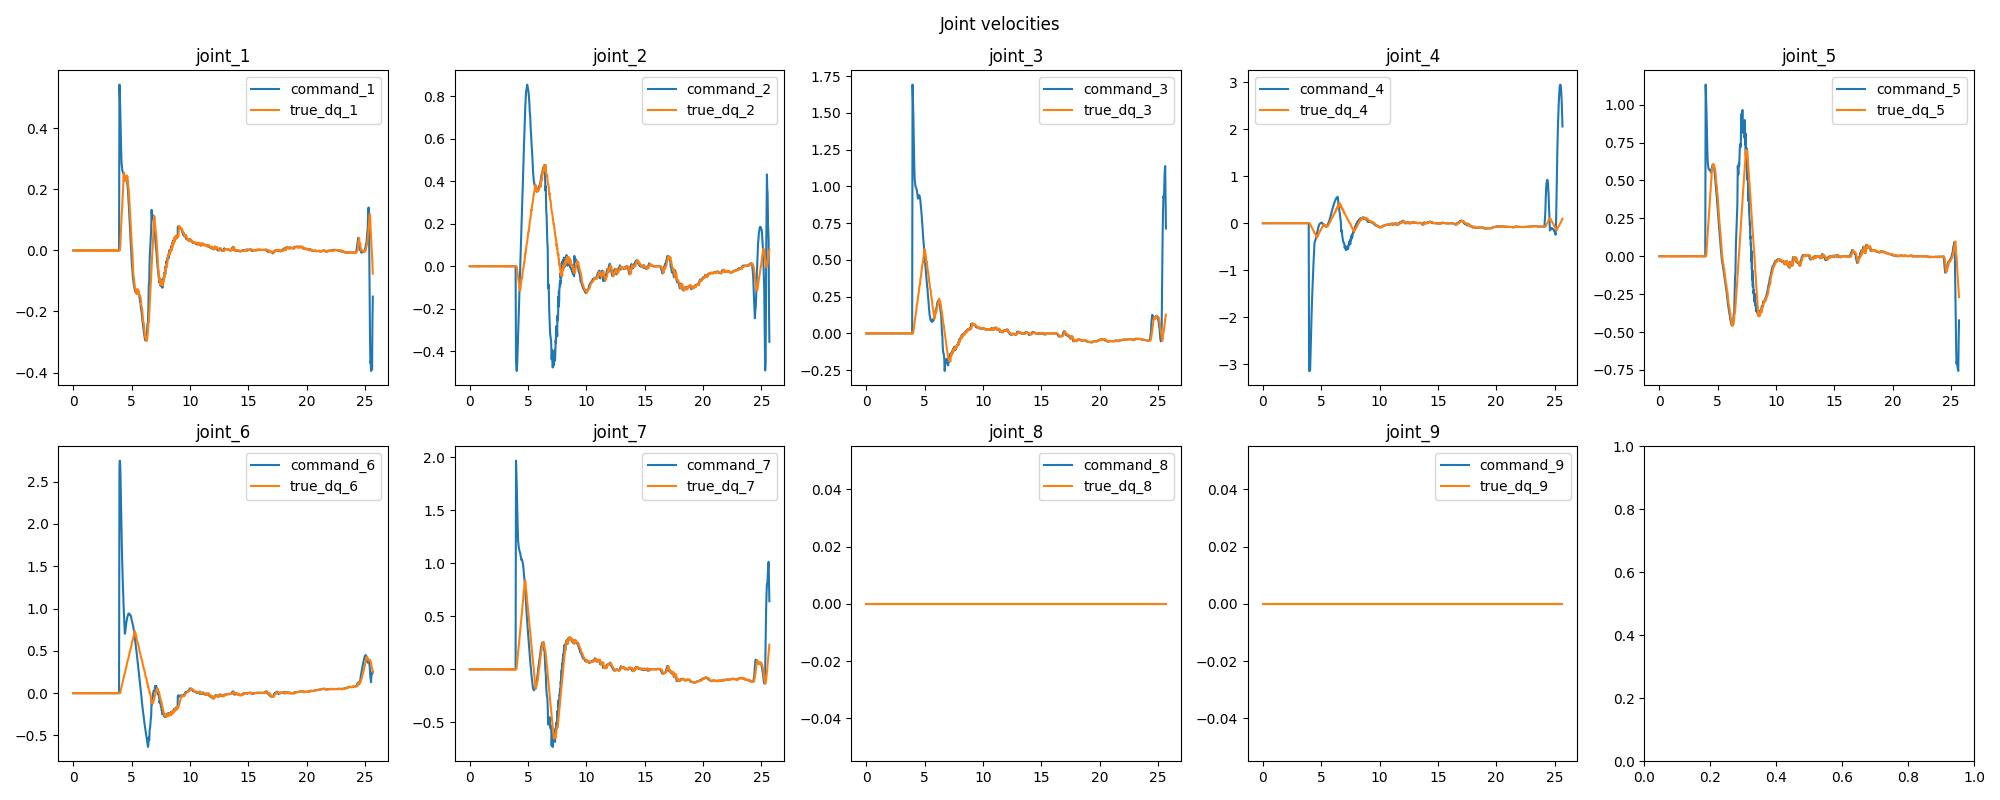 Joint velocities
joint_1
command_1
true_dq_1
0.4
0.2
0.0
−0.2
−0.4
0 5 10 15 20 25
joint_2
command_2
true_dq_2
0.8
0.6
0.4
0.2
0.0
−0.2
−0.4
0 5 10 15 20 25
joint_3
command_3
true_dq_3
1.75
1.50
1.25
1.00
0.75
0.50
0.25
0.00
−0.25
0 5 10 15 20 25
joint_4
command_4
true_dq_4
3
2
1
0
−1
−2
−3
0 5 10 15 20 25
joint_5
command_5
true_dq_5
1.00
0.75
0.50
0.25
0.00
−0.25
−0.50
−0.75
0 5 10 15 20 25
joint_6
command_6
true_dq_6
2.5
2.0
1.5
1.0
0.5
0.0
−0.5
0 5 10 15 20 25
joint_7
command_7
true_dq_7
2.0
1.5
1.0
0.5
0.0
−0.5
0 5 10 15 20 25
joint_8
command_8
true_dq_8
0.04
0.02
0.00
−0.02
−0.04
0 5 10 15 20 25
joint_9
command_9
true_dq_9
0.04
0.02
0.00
−0.02
−0.04
0 5 10 15 20 25
1.0
0.8
0.6
0.4
0.2
0.0
0.0 0.2 0.4 0.6 0.8 1.0